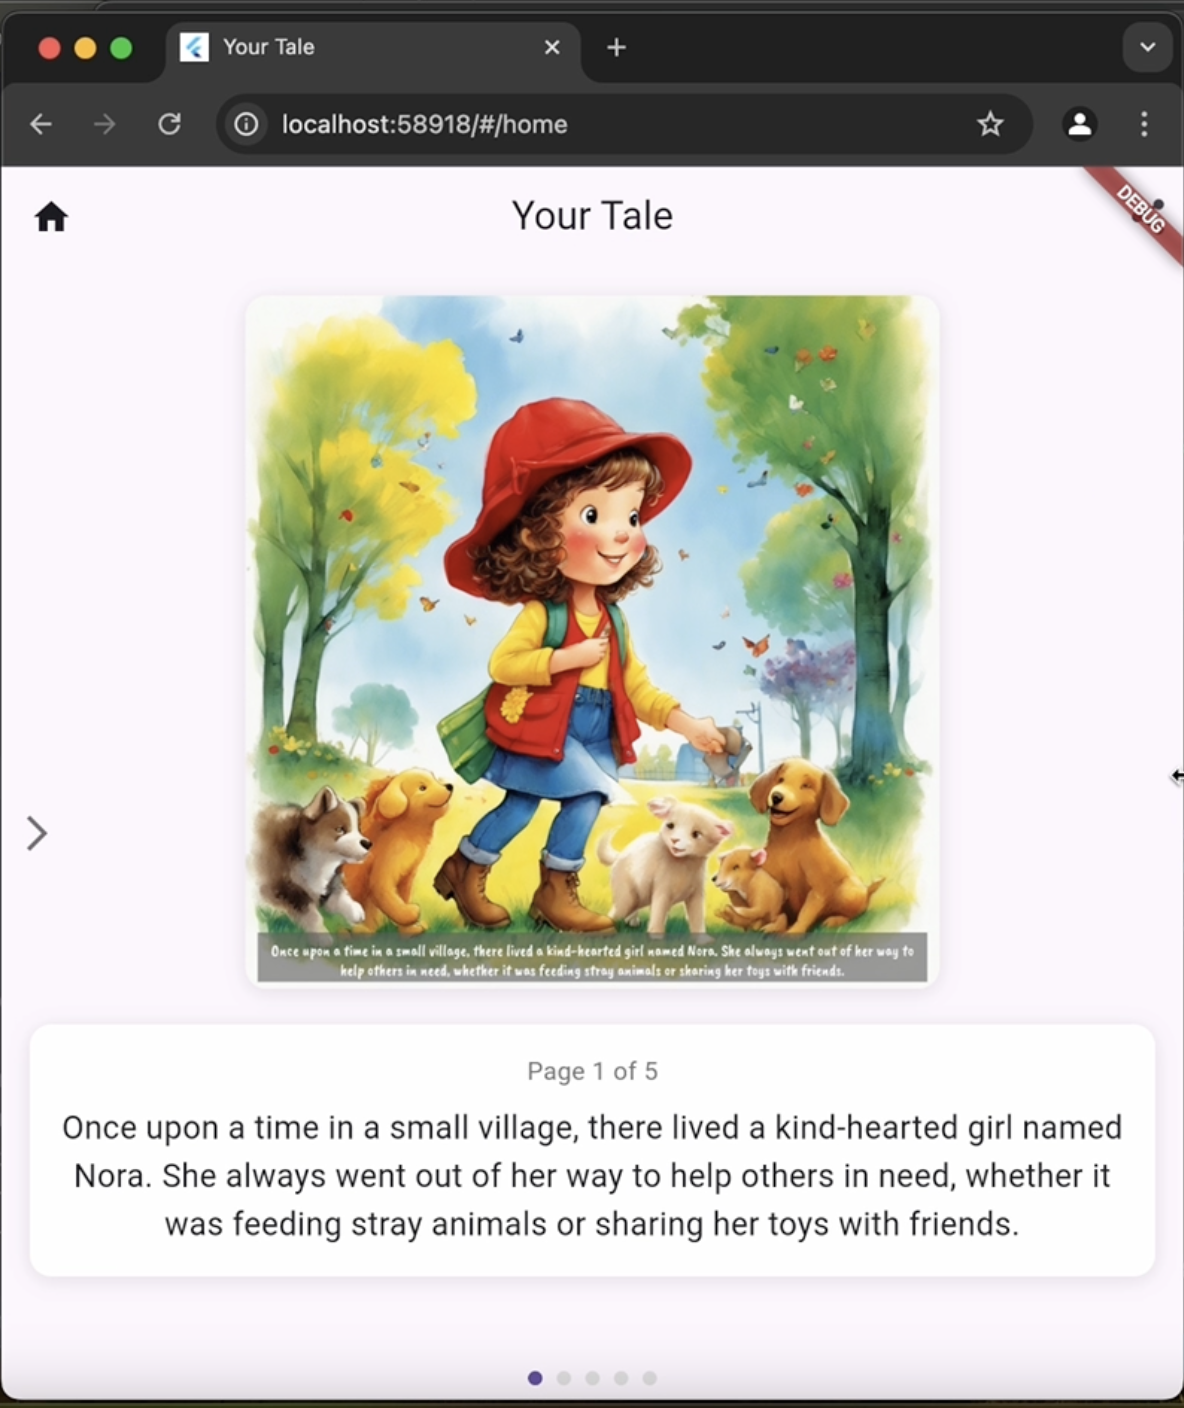 Your Tale
localhost:58918/#/home
Your Tale
DEBUG
Once upon a time in a small village, there lived a kind-hearted girl named Nora. She always went out of her way to
help others in need, whether it was feeding stray animals or sharing her toys with friends.
Page 1 of 5
Once upon a time in a small village, there lived a kind-hearted girl named
Nora. She always went out of her way to help others in need, whether it
was feeding stray animals or sharing her toys with friends.